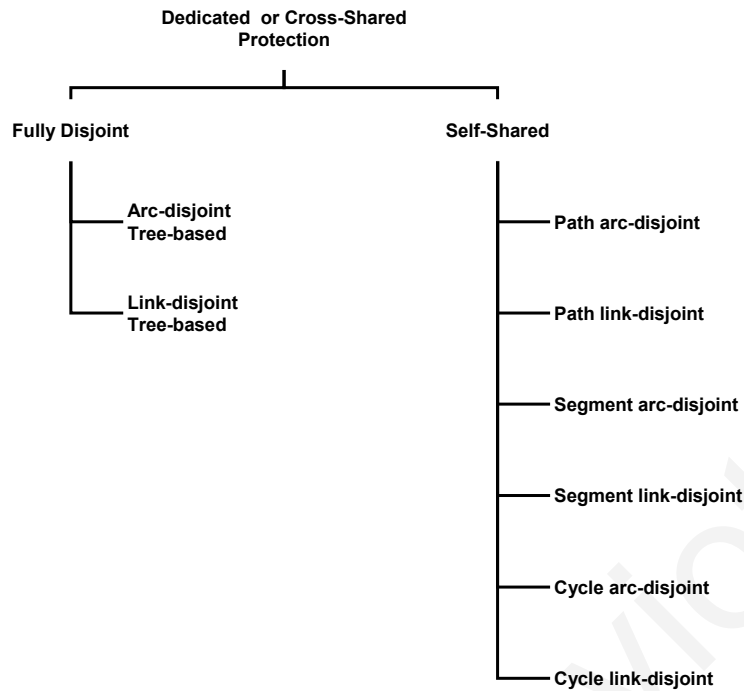 Dedicated or Cross-Shared
Protection
Fully Disjoint
Self-Shared
Arc-disjoint
Tree-based
Link-disjoint
Tree-based
Path arc-disjoint
Path link-disjoint
Segment arc-disjoint
Segment link-disjoint
Cycle arc-disjoint
Cycle link-disjoint